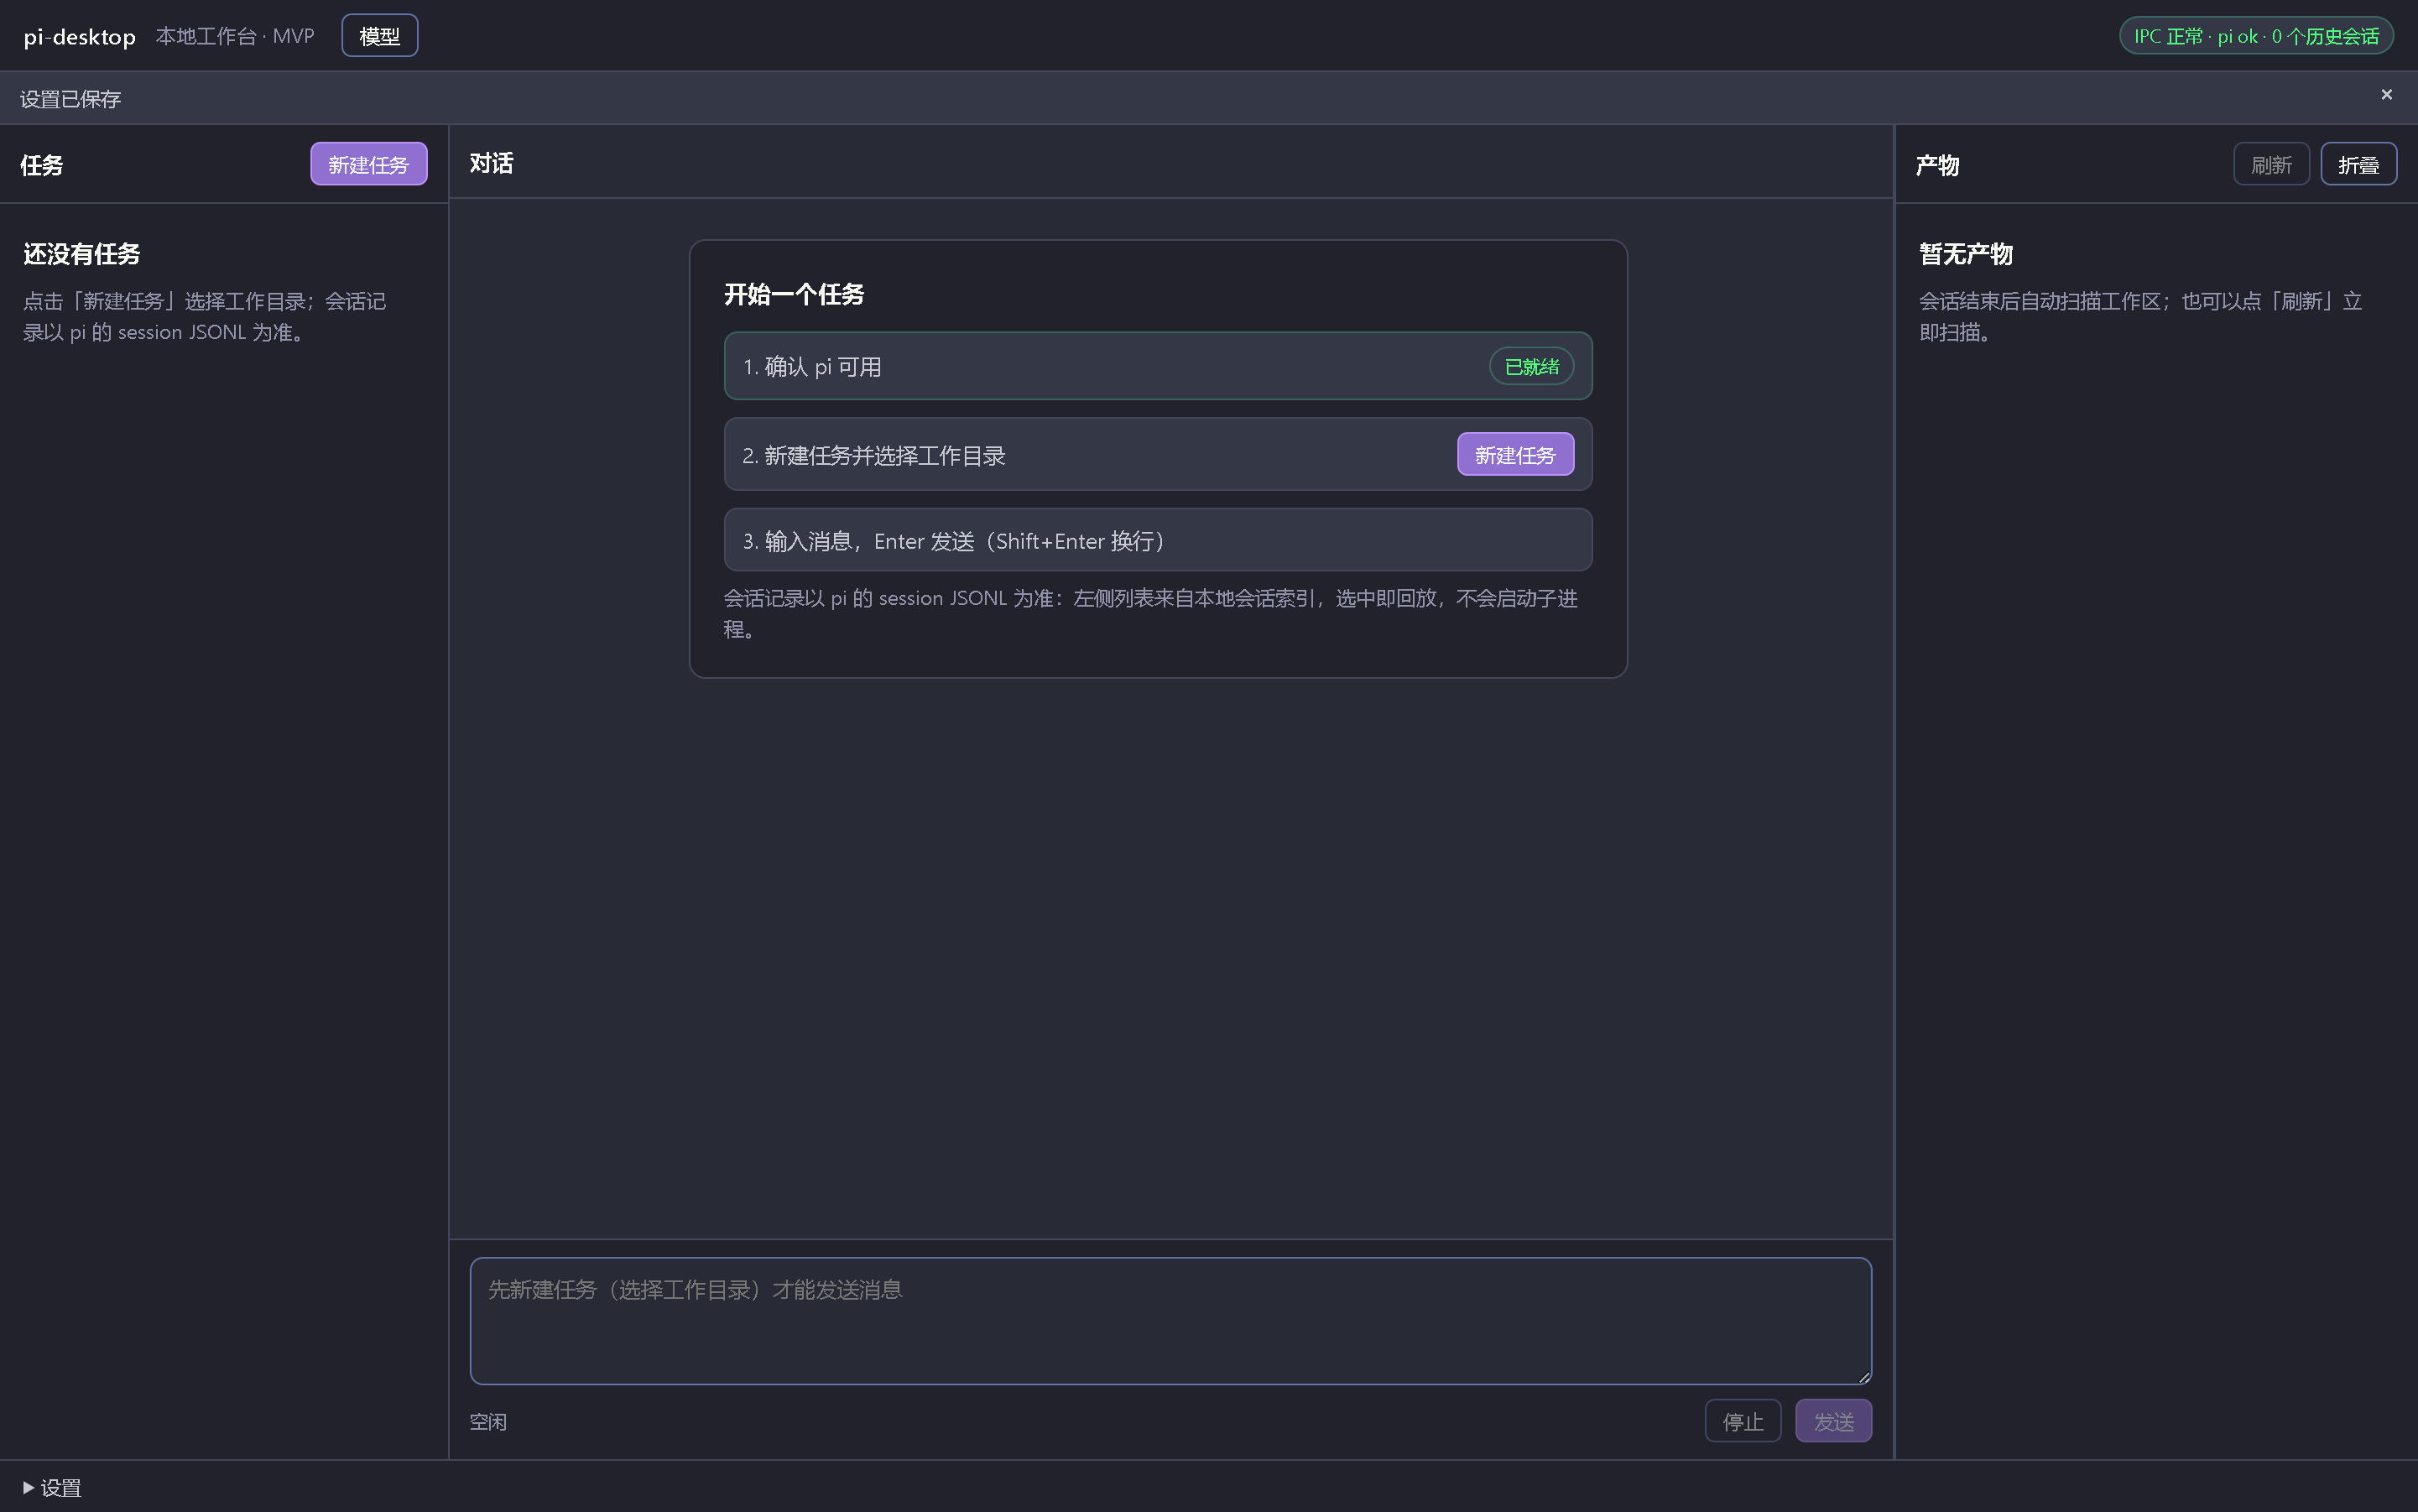 pi-desktop 本地工作台 · MVP 模型
IPC 正常 · pi ok · 0 个历史会话
设置已保存
×
任务
新建任务
还没有任务
点击「新建任务」选择工作目录；会话记
录以 pi 的 session JSONL 为准。
对话
开始一个任务
1. 确认 pi 可用
已就绪
2. 新建任务并选择工作目录
新建任务
3. 输入消息，Enter 发送（Shift+Enter 换行）
会话记录以 pi 的 session JSONL 为准：左侧列表来自本地会话索引，选中即回放，不会启动子进
程。
先新建任务（选择工作目录）才能发送消息
空闲
停止
发送
产物
刷新
折叠
暂无产物
会话结束后自动扫描工作区；也可以点「刷新」立
即扫描。
设置